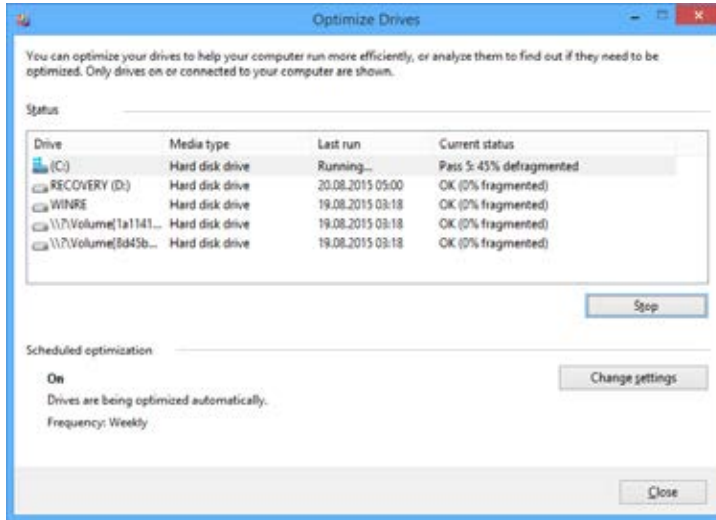 Optimize Drives
You can optimize your drives to help your computer run more efficiently, or analyze them to find out if they need to be
optimized. Only drives on or connected to your computer are shown.
Status
Drive Media type Last run Current status
(C:) Hard disk drive Running... Pass 5: 45% defragmented
RECOVERY (D:) Hard disk drive 20.08.2015 05:00 OK (0% fragmented)
WINRE Hard disk drive 19.08.2015 03:18 OK (0% fragmented)
\\?\Volume{1a1141... Hard disk drive 19.08.2015 03:18 OK (0% fragmented)
\\?\Volume{8d45b... Hard disk drive 19.08.2015 03:18 OK (0% fragmented)
Stop
Scheduled optimization
On
Change settings
Drives are being optimized automatically.
Frequency: Weekly
Close